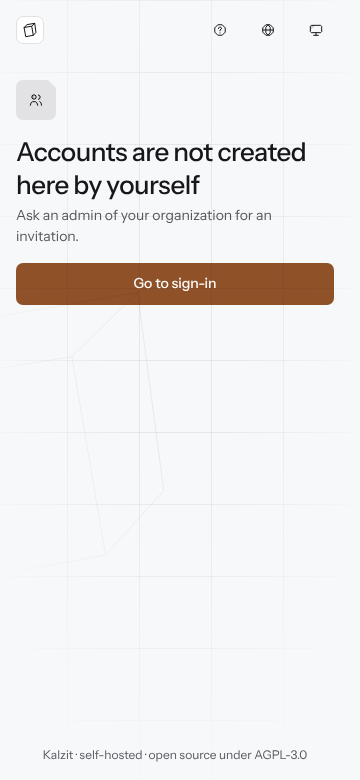 Accounts are not created
here by yourself
Ask an admin of your organization for an
invitation.
Go to sign-in
Kalzit · self-hosted · open source under AGPL-3.0